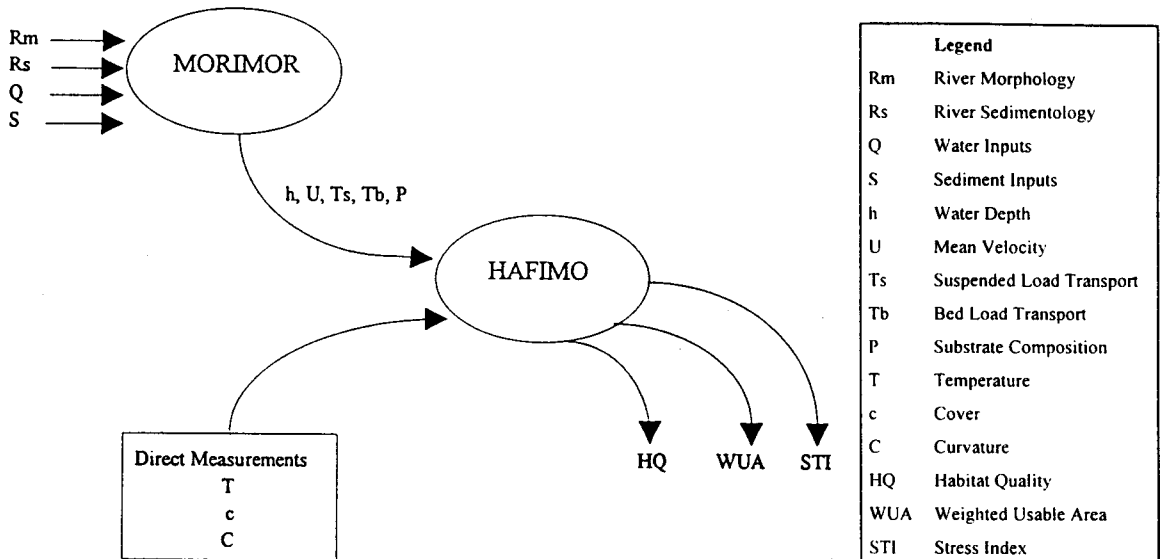 Rm
Rs
Q
S
MORIMOR
h, U, Ts, Tb, P
HAFIMO
Direct Measurements
T
c
C
HQ WUA STI
Legend
Rm River Morphology
Rs River Sedimentology
Q Water Inputs
S Sediment Inputs
h Water Depth
U Mean Velocity
Ts Suspended Load Transport
Tb Bed Load Transport
P Substrate Composition
T Temperature
c Cover
C Curvature
HQ Habitat Quality
WUA Weighted Usable Area
STI Stress Index